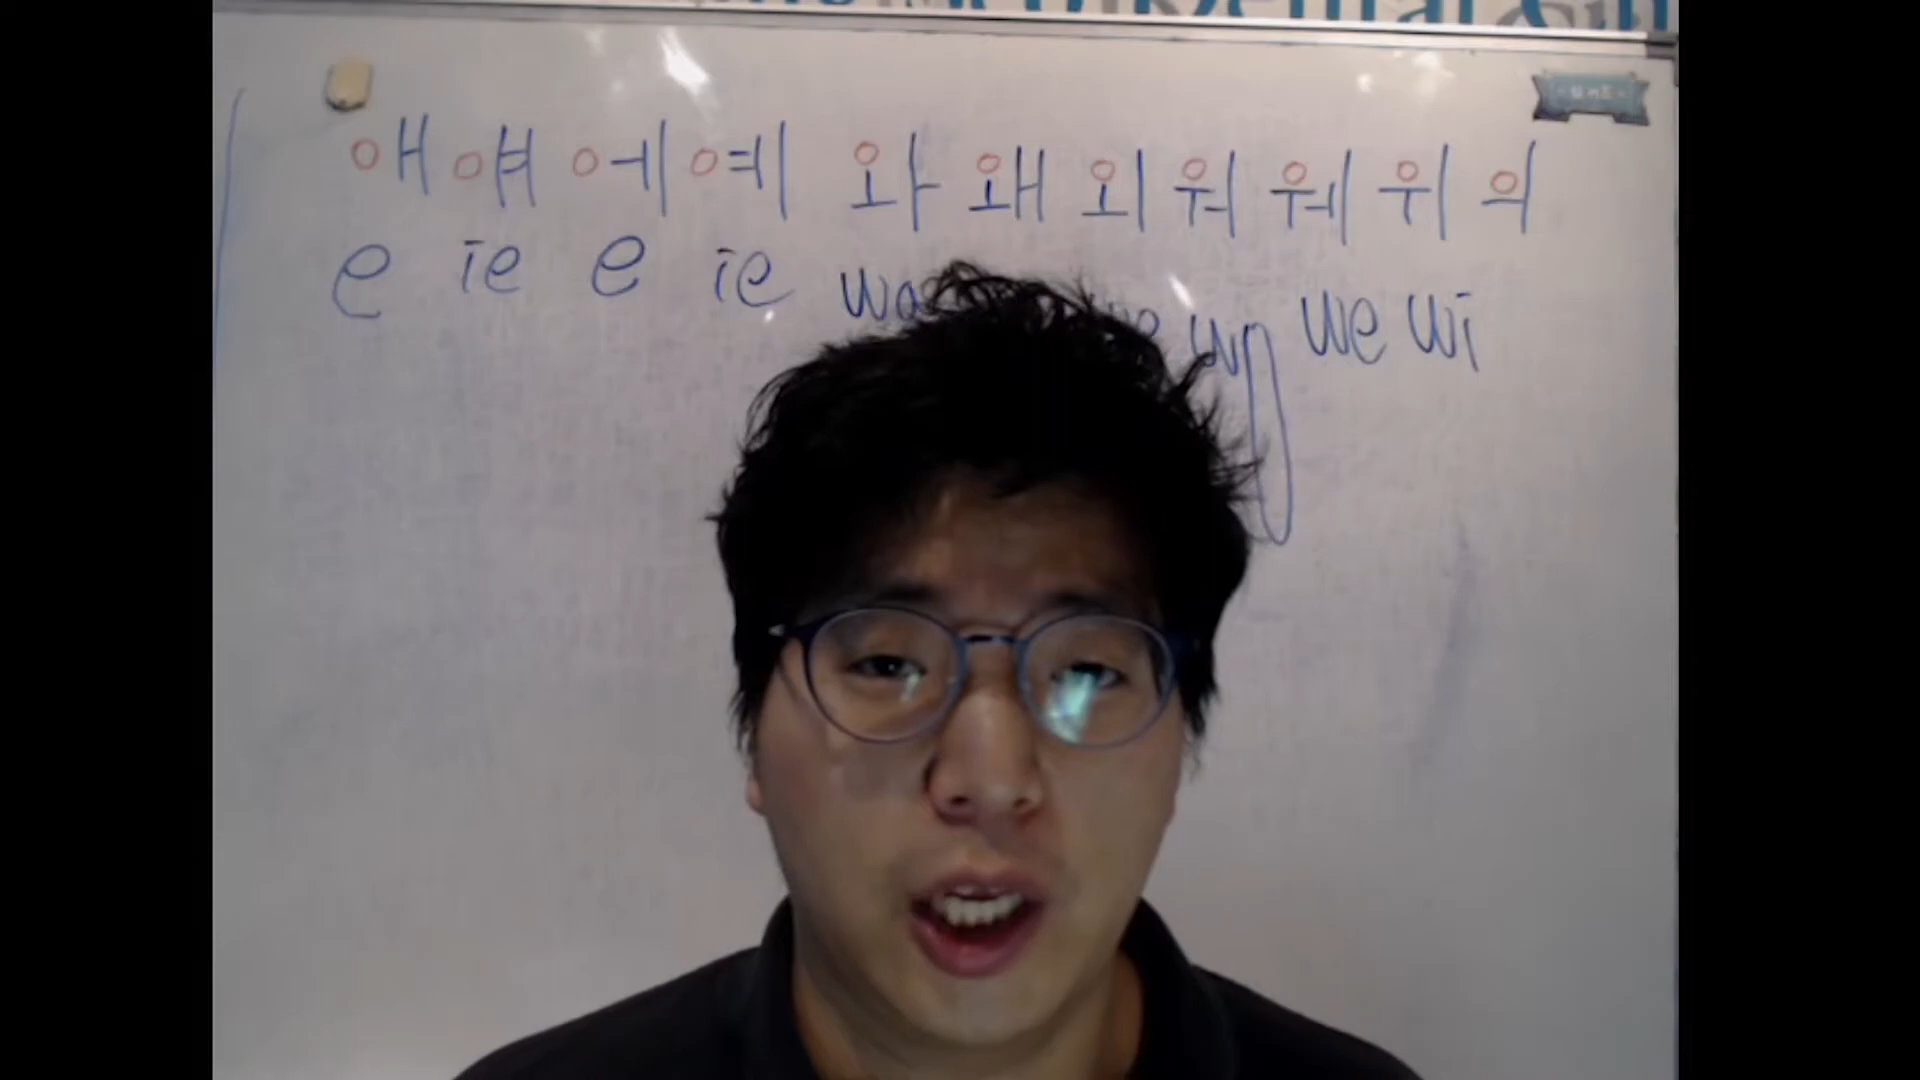 애 얘 에 예 와 왜 외 워 웨 위 의
e ie e ie we wi